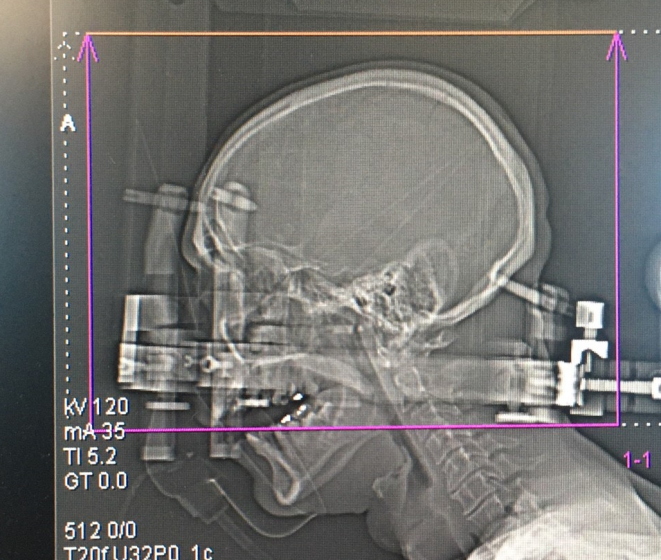 A
kV 120
mA 35
TI 5.2
GT 0.0
1-1
512 0/0
T20f U32P0 1c